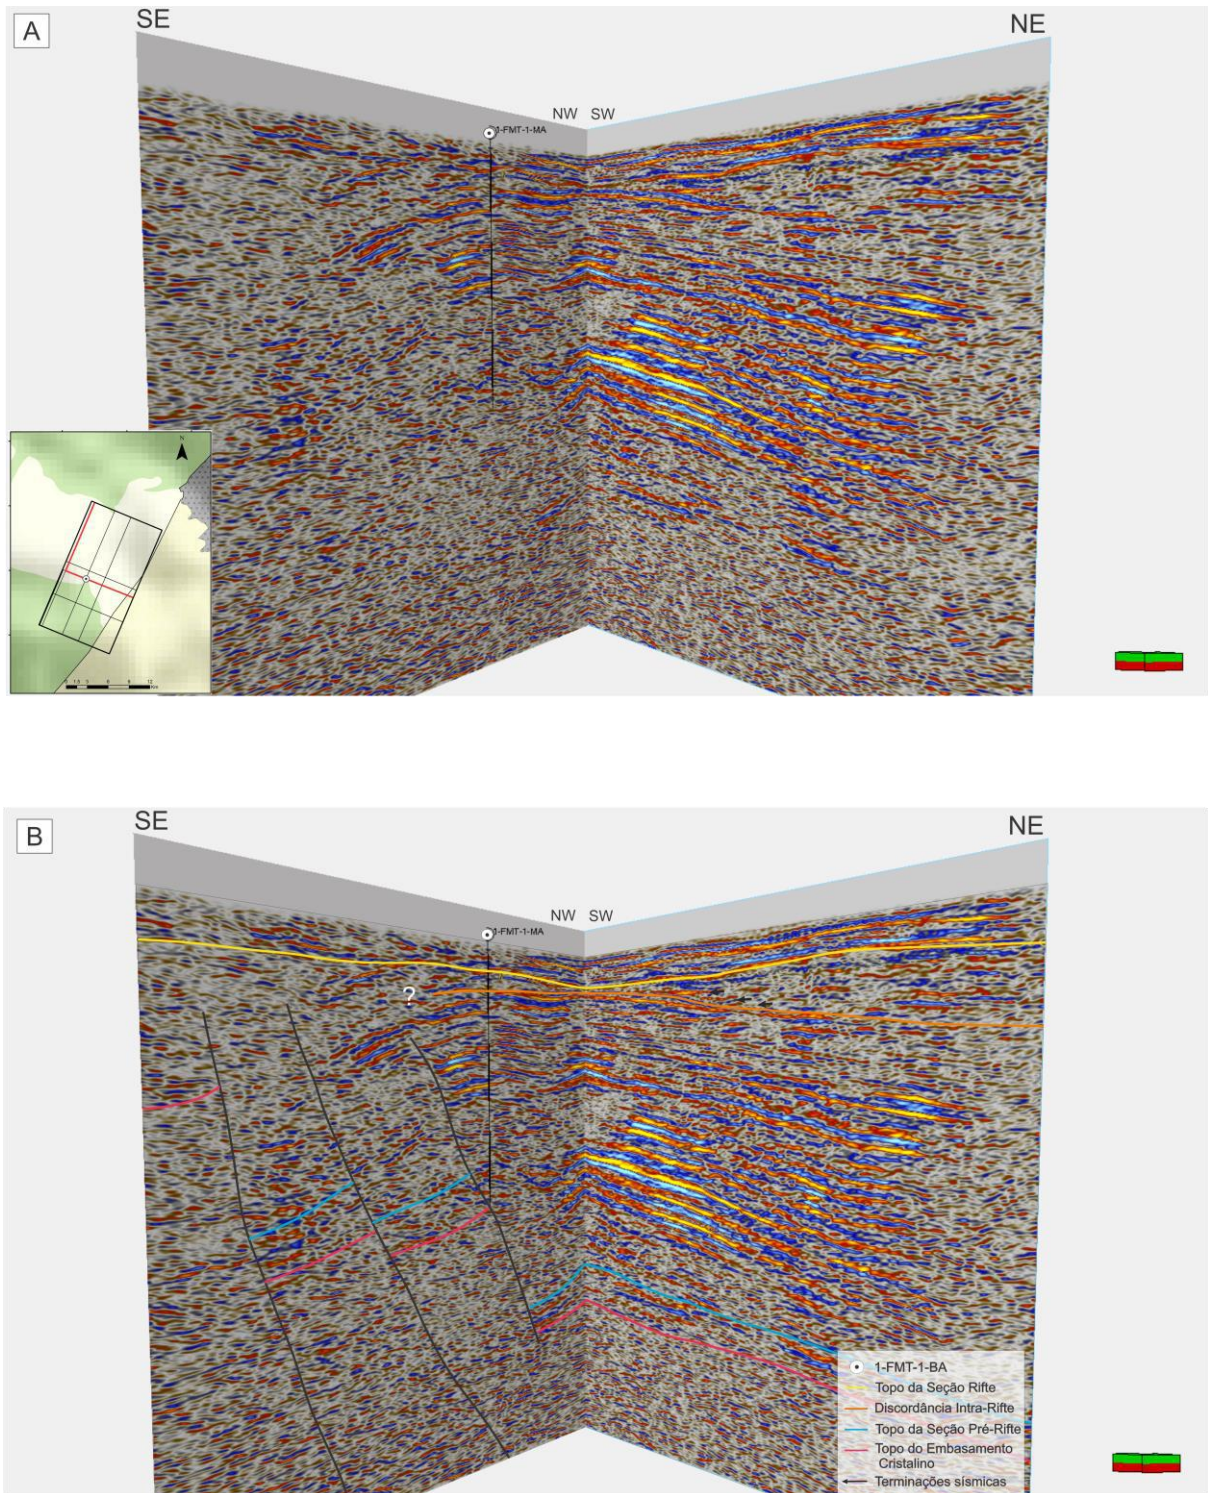 A
SE
NE
NW SW
1-FMT-1-MA
N
12
Km
B
SE
NE
NW SW
1-FMT-1-MA
?
1-FMT-1-BA
Topo da Seção Rifte
Discordância Intra-Rifte
Topo da Seção Pré-Rifte
Topo do Embasamento
Cristalino
Terminações sísmicas